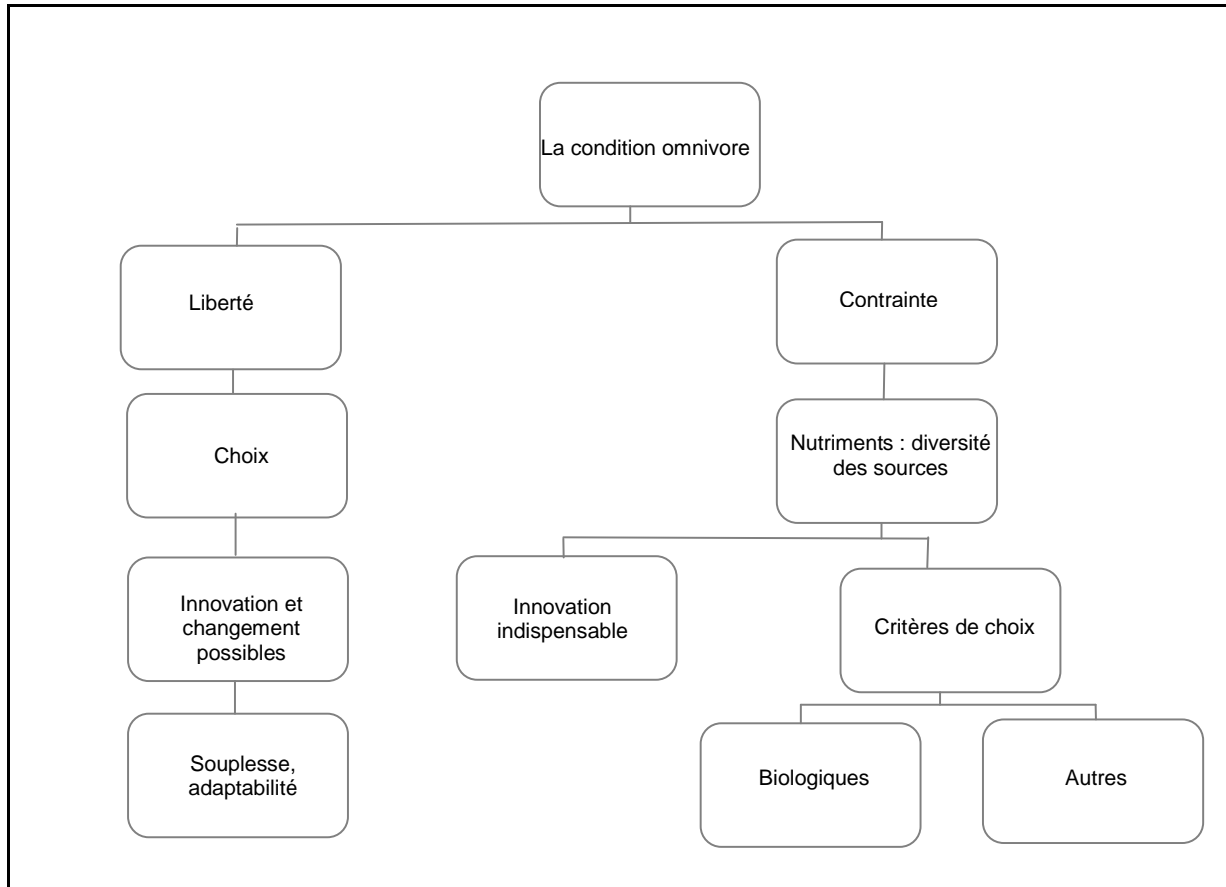 La condition omnivore
Liberté
Contrainte
Choix
Nutriments : diversité
des sources
Innovation et
changement
possibles
Innovation
indispensable
Critères de choix
Souplesse,
adaptabilité
Biologiques
Autres